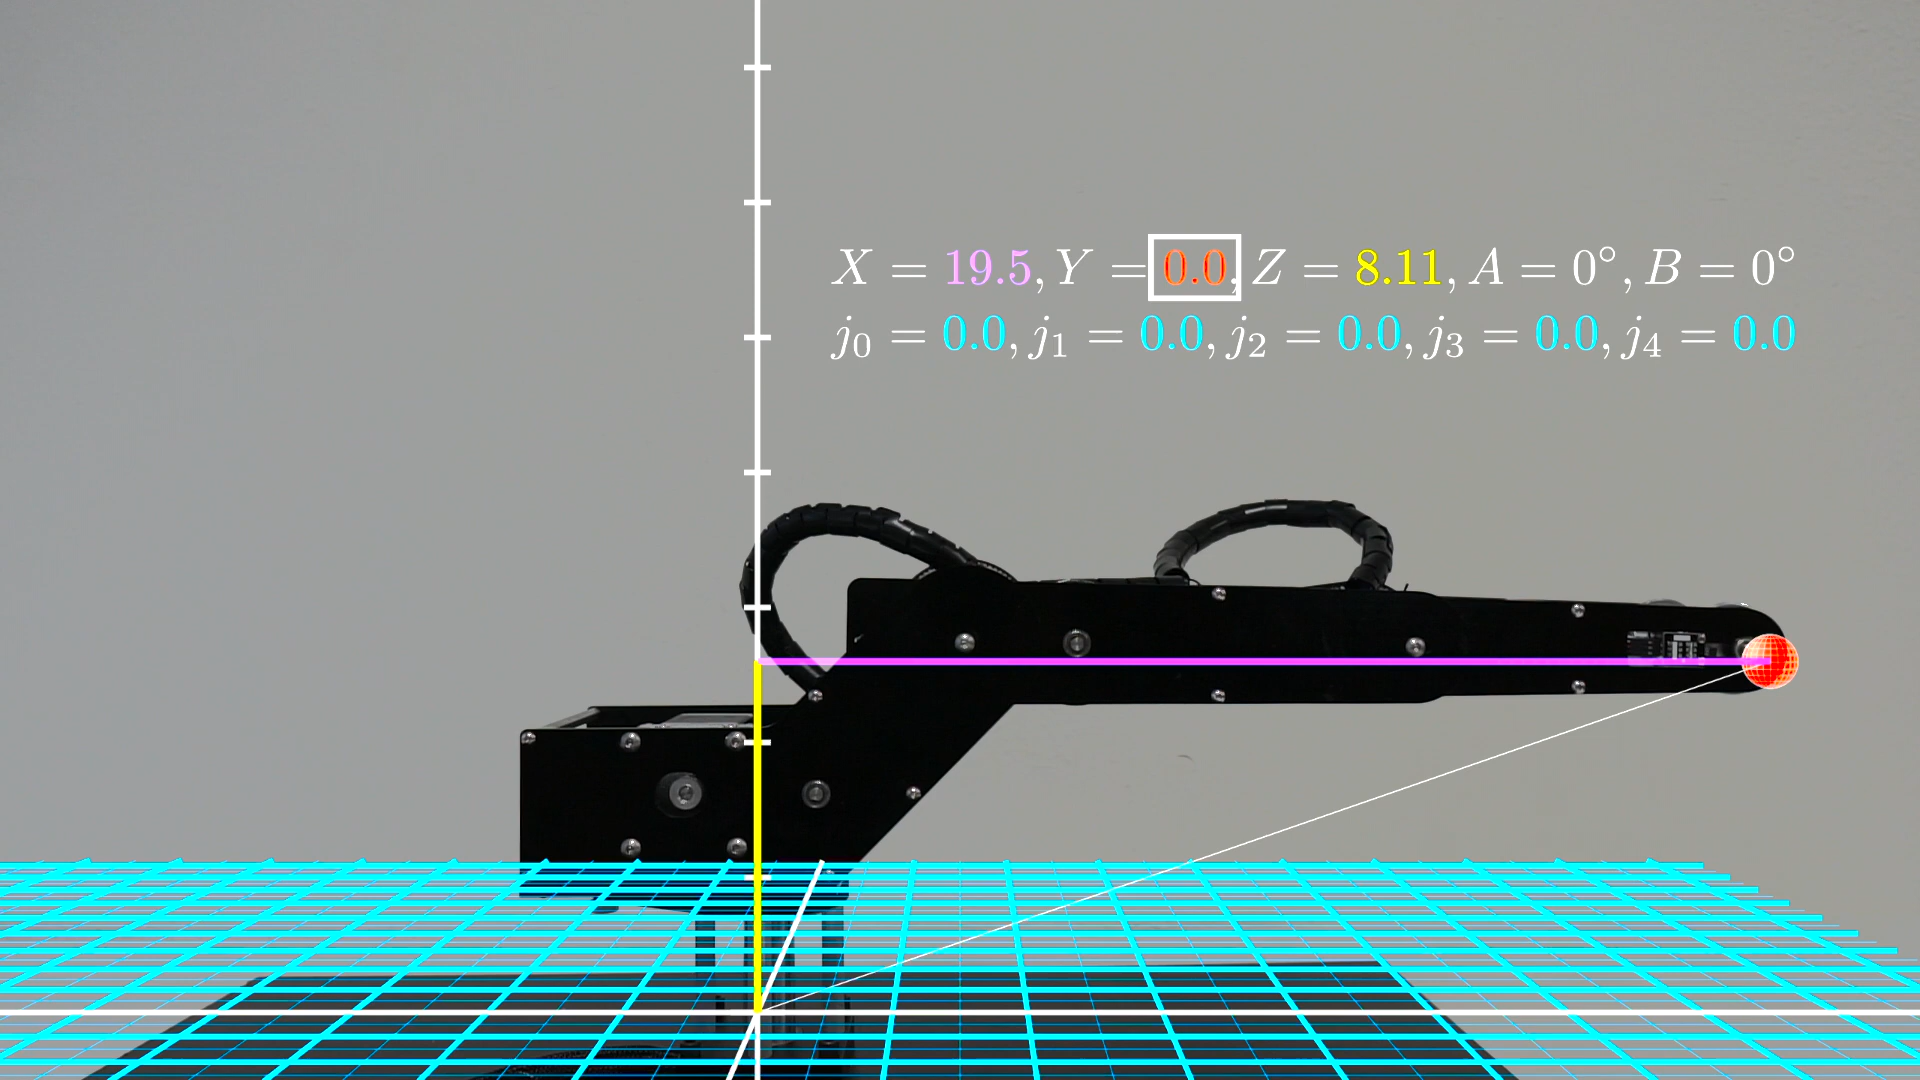 X = 19.5, Y = 0.0, Z = 8.11, A = 0°, B = 0°
j₀ = 0.0, j₁ = 0.0, j₂ = 0.0, j₃ = 0.0, j₄ = 0.0